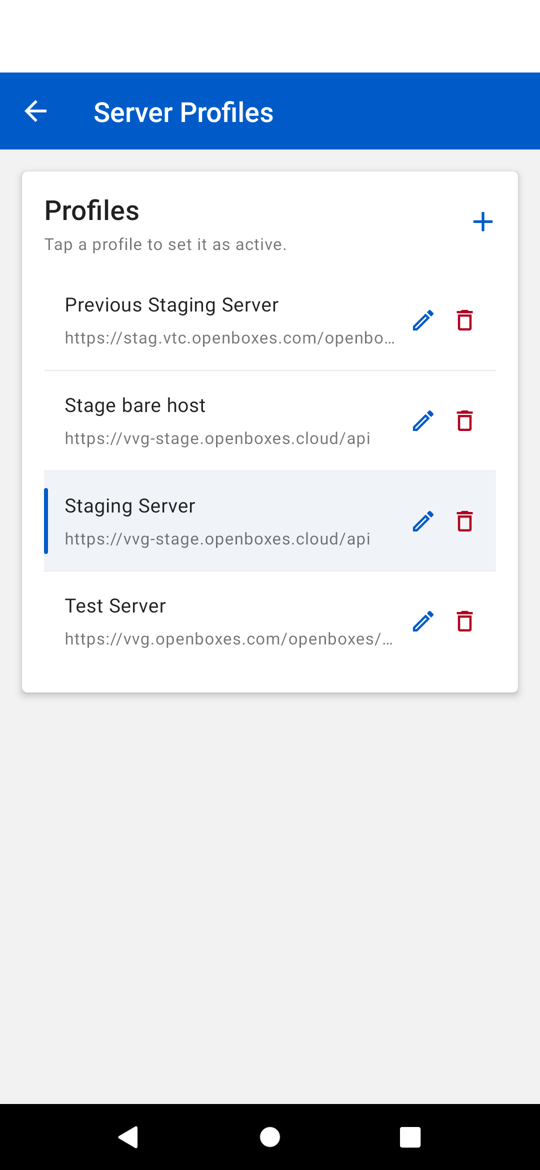 Server Profiles
Profiles
Tap a profile to set it as active.
Previous Staging Server
https://stag.vtc.openboxes.com/openbo…
Stage bare host
https://vvg-stage.openboxes.cloud/api
Staging Server
https://vvg-stage.openboxes.cloud/api
Test Server
https://vvg.openboxes.com/openboxes/…